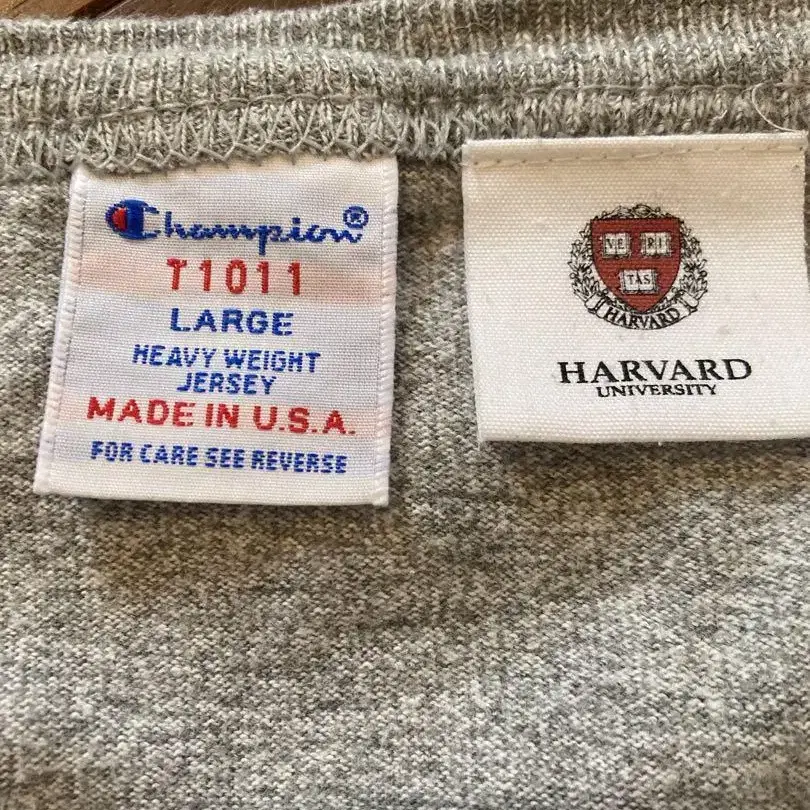 Champion®
T1011
LARGE
HEAVY WEIGHT
JERSEY
MADE IN U.S.A.
FOR CARE SEE REVERSE
VE RI
TAS
HARVARD
HARVARD
UNIVERSITY